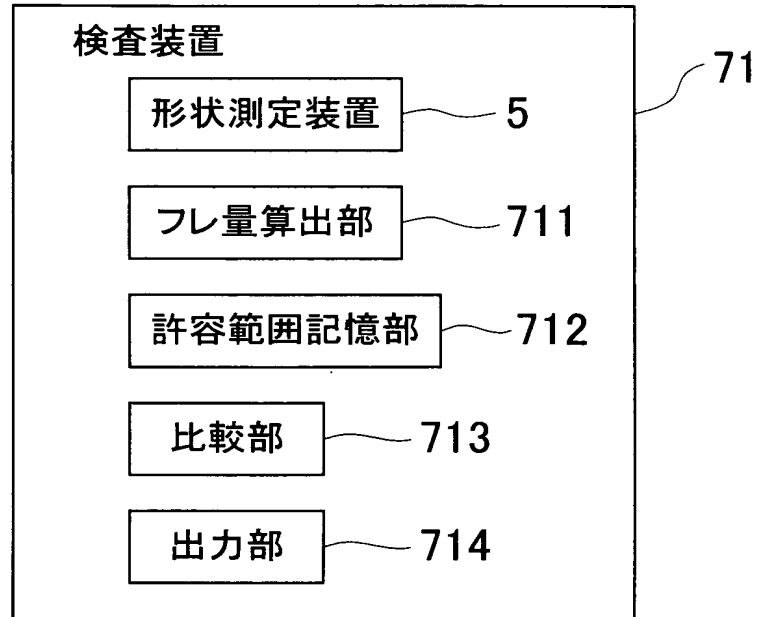 検査装置
71
形状測定装置 5
フレ量算出部 711
許容範囲記憶部 712
比較部 713
出力部 714